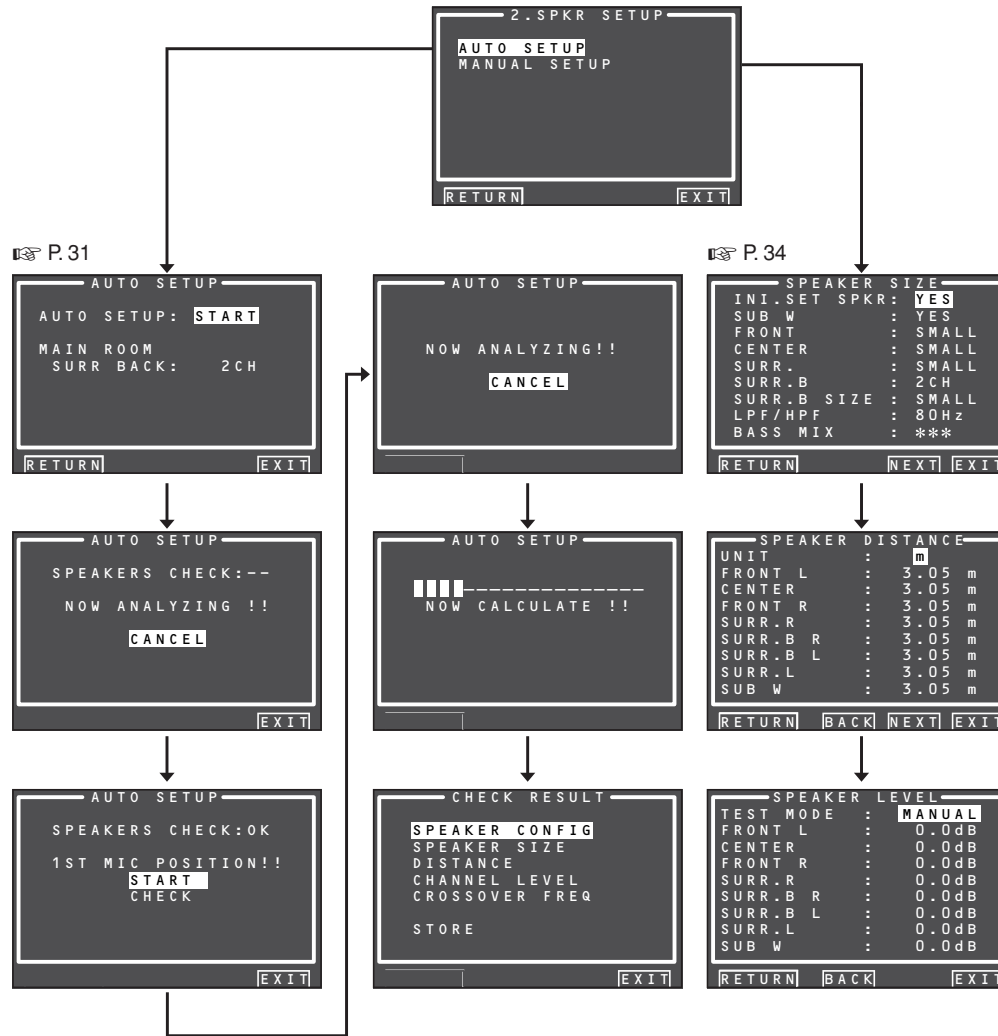 2.SPKR SETUP
AUTO SETUP
MANUAL SETUP
RETURN EXIT
☞ P. 31
AUTO SETUP
AUTO SETUP: START
MAIN ROOM
SURR BACK: 2CH
RETURN EXIT
AUTO SETUP
SPEAKERS CHECK:--
NOW ANALYZING !!
CANCEL
EXIT
AUTO SETUP
SPEAKERS CHECK:OK
1ST MIC POSITION!!
START
CHECK
EXIT
AUTO SETUP
NOW ANALYZING!!
CANCEL
AUTO SETUP
NOW CALCULATE !!
CHECK RESULT
SPEAKER CONFIG
SPEAKER SIZE
DISTANCE
CHANNEL LEVEL
CROSSOVER FREQ
STORE
EXIT
☞ P. 34
SPEAKER SIZE
INI.SET SPKR: YES
SUB W : YES
FRONT : SMALL
CENTER : SMALL
SURR. : SMALL
SURR.B : 2CH
SURR.B SIZE : SMALL
LPF/HPF : 80Hz
BASS MIX : ***
RETURN NEXT EXIT
SPEAKER DISTANCE
UNIT : m
FRONT L : 3.05 m
CENTER : 3.05 m
FRONT R : 3.05 m
SURR.R : 3.05 m
SURR.B R : 3.05 m
SURR.B L : 3.05 m
SURR.L : 3.05 m
SUB W : 3.05 m
RETURN BACK NEXT EXIT
SPEAKER LEVEL
TEST MODE : MANUAL
FRONT L : 0.0dB
CENTER : 0.0dB
FRONT R : 0.0dB
SURR.R : 0.0dB
SURR.B R : 0.0dB
SURR.B L : 0.0dB
SURR.L : 0.0dB
SUB W : 0.0dB
RETURN BACK EXIT